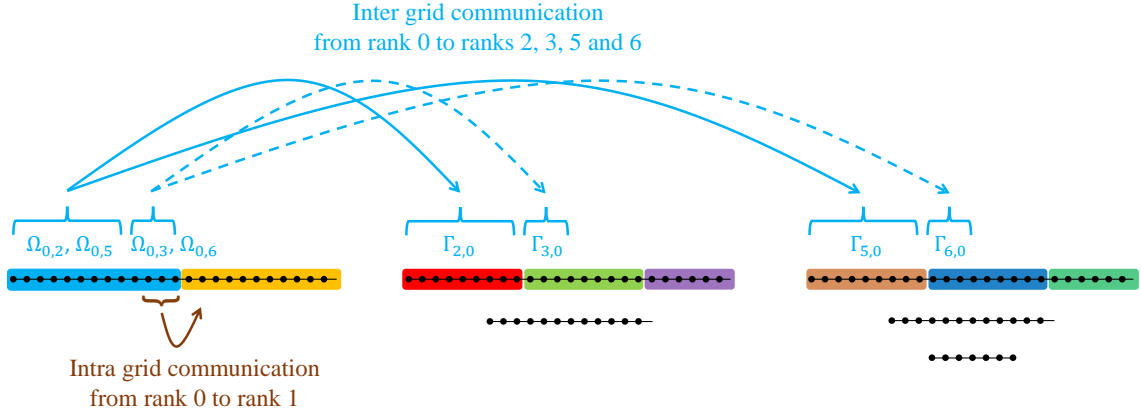 Inter grid communication
from rank 0 to ranks 2, 3, 5 and 6
Ω0,2, Ω0,5 Ω0,3, Ω0,6 Γ2,0 Γ3,0 Γ5,0 Γ6,0
Intra grid communication
from rank 0 to rank 1